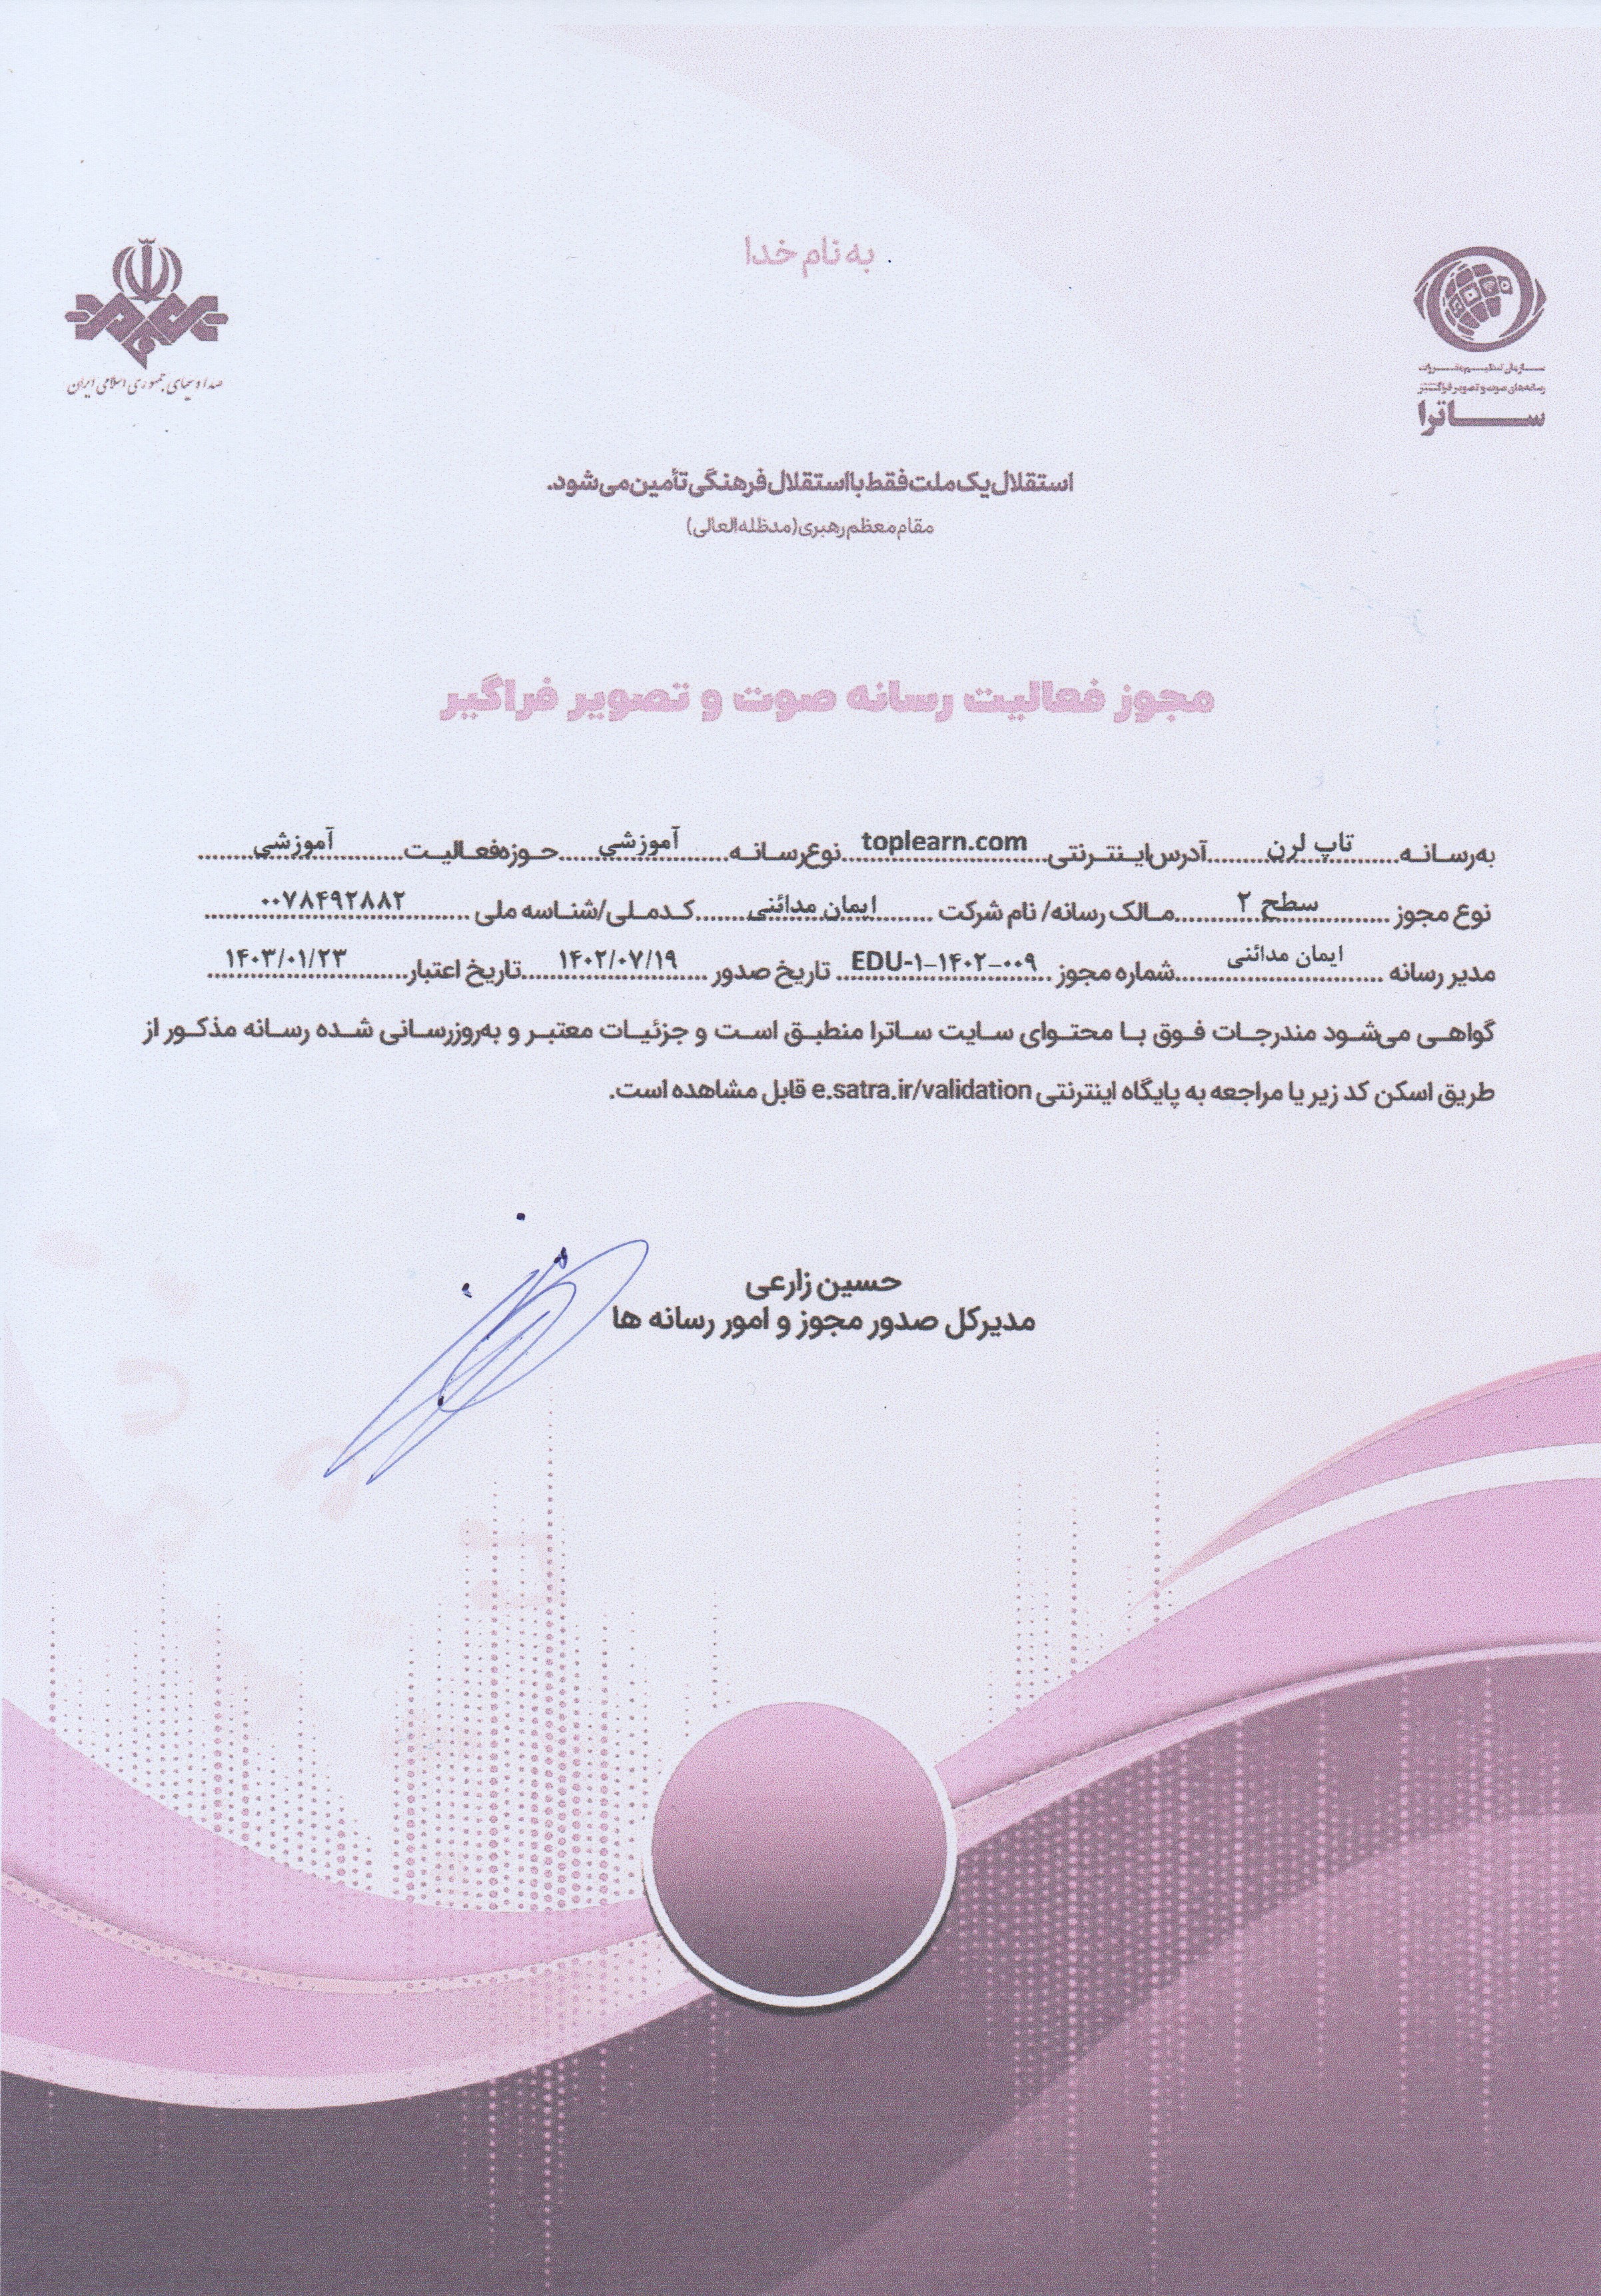 به نام خدا
صدا و سیمای جمهوری اسلامی ایران
سازمان تنظیم مقررات
رسانه‌های صوت و تصویر فراگیر
ساترا
استقلال یک ملت فقط با استقلال فرهنگی تأمین می‌شود.
مقام معظم رهبری (مدظله العالی)
مجوز فعالیت رسانه صوت و تصویر فراگیر
به رسانه تاپ لرن آدرس اینترنتی toplearn.com نوع رسانه آموزشی حوزه فعالیت آموزشی
نوع مجوز سطح ۲ مالک رسانه/ نام شرکت ایمان مدائنی کدملی/شناسه ملی ۰۰۷۸۴۹۲۸۸۲
مدیر رسانه ایمان مدائنی شماره مجوز EDU-۱-۱۴۰۲-۰۰۹ تاریخ صدور ۱۴۰۲/۰۷/۱۹ تاریخ اعتبار ۱۴۰۳/۰۱/۲۳
گواهی می‌شود مندرجات فوق با محتوای سایت ساترا منطبق است و جزئیات معتبر و به‌روزرسانی شده رسانه مذکور از
طریق اسکن کد زیر یا مراجعه به پایگاه اینترنتی e.satra.ir/validation قابل مشاهده است.
حسین زارعی
مدیرکل صدور مجوز و امور رسانه ها